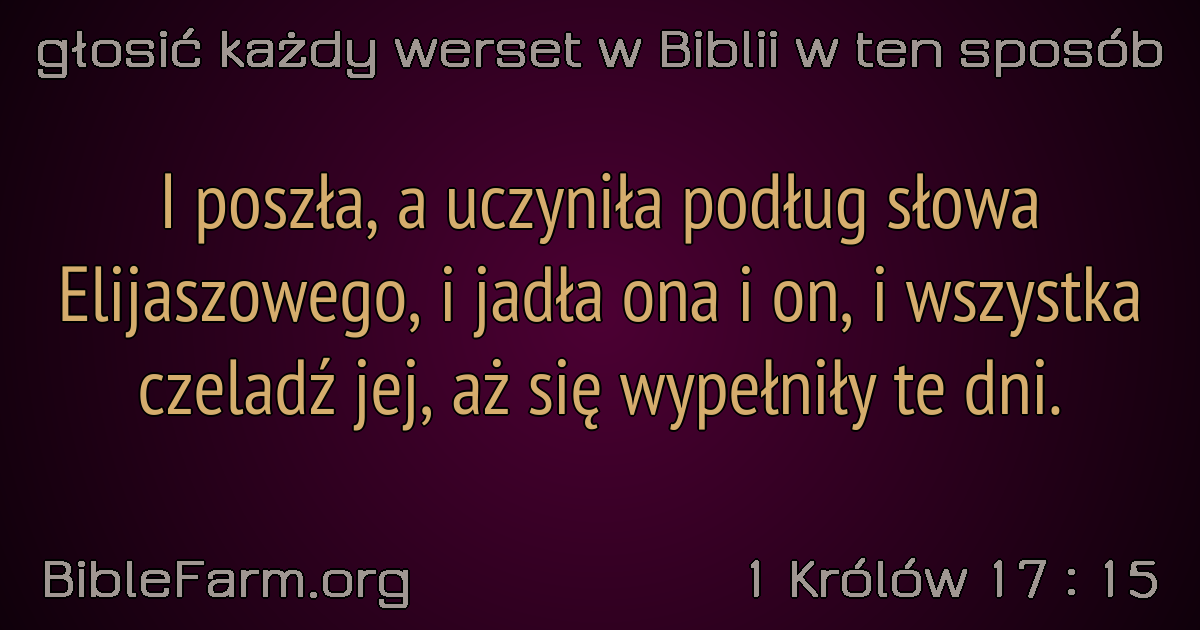 głosić każdy werset w Biblii w ten sposób
I poszła, a uczyniła podług słowa
Elijaszowego, i jadła ona i on, i wszystka
czeladź jej, aż się wypełniły te dni.
BibleFarm.org
1 Królów 17 : 15